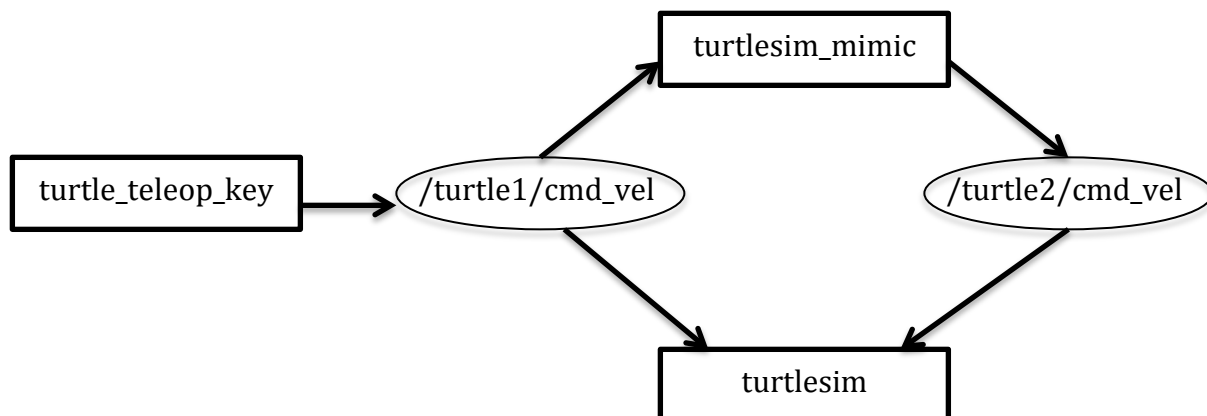 turtlesim_mimic
turtle_teleop_key
/turtle1/cmd_vel
/turtle2/cmd_vel
turtlesim